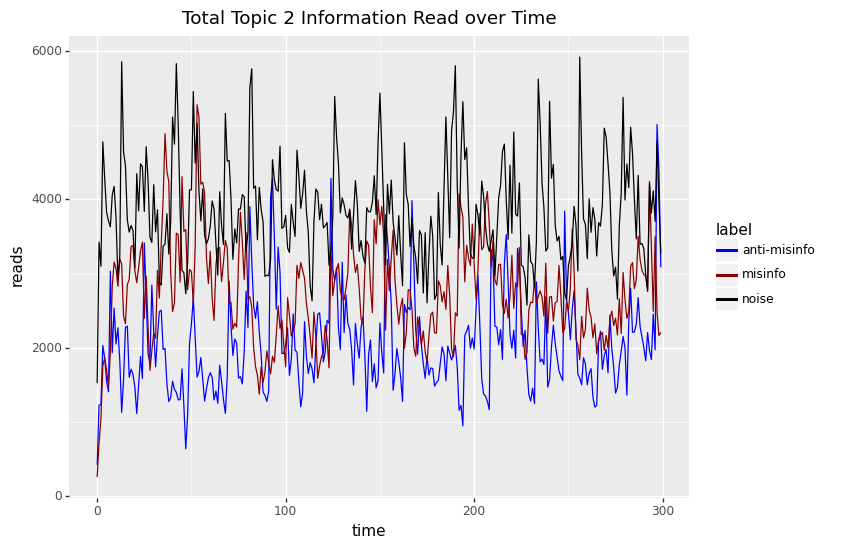 Total Topic 2 Information Read over Time
6000
4000
2000
0
reads
0 100 200 300
time
label
anti-misinfo
misinfo
noise